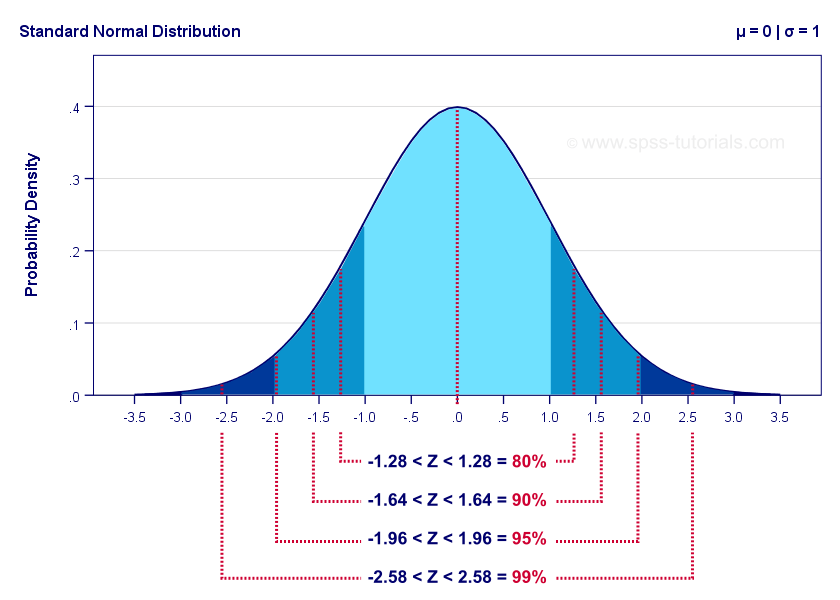 Standard Normal Distribution
μ = 0 | σ = 1
© www.spss-tutorials.com
Probability Density
.4
.3
.2
.1
.0
-3.5 -3.0 -2.5 -2.0 -1.5 -1.0 -.5 .0 .5 1.0 1.5 2.0 2.5 3.0 3.5
-1.28 < Z < 1.28 = 80%
-1.64 < Z < 1.64 = 90%
-1.96 < Z < 1.96 = 95%
-2.58 < Z < 2.58 = 99%